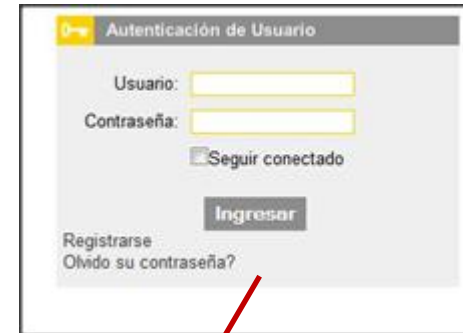 Autenticación de Usuario
Usuario:
Contraseña:
Seguir conectado
Ingresar
Registrarse
Olvido su contraseña?